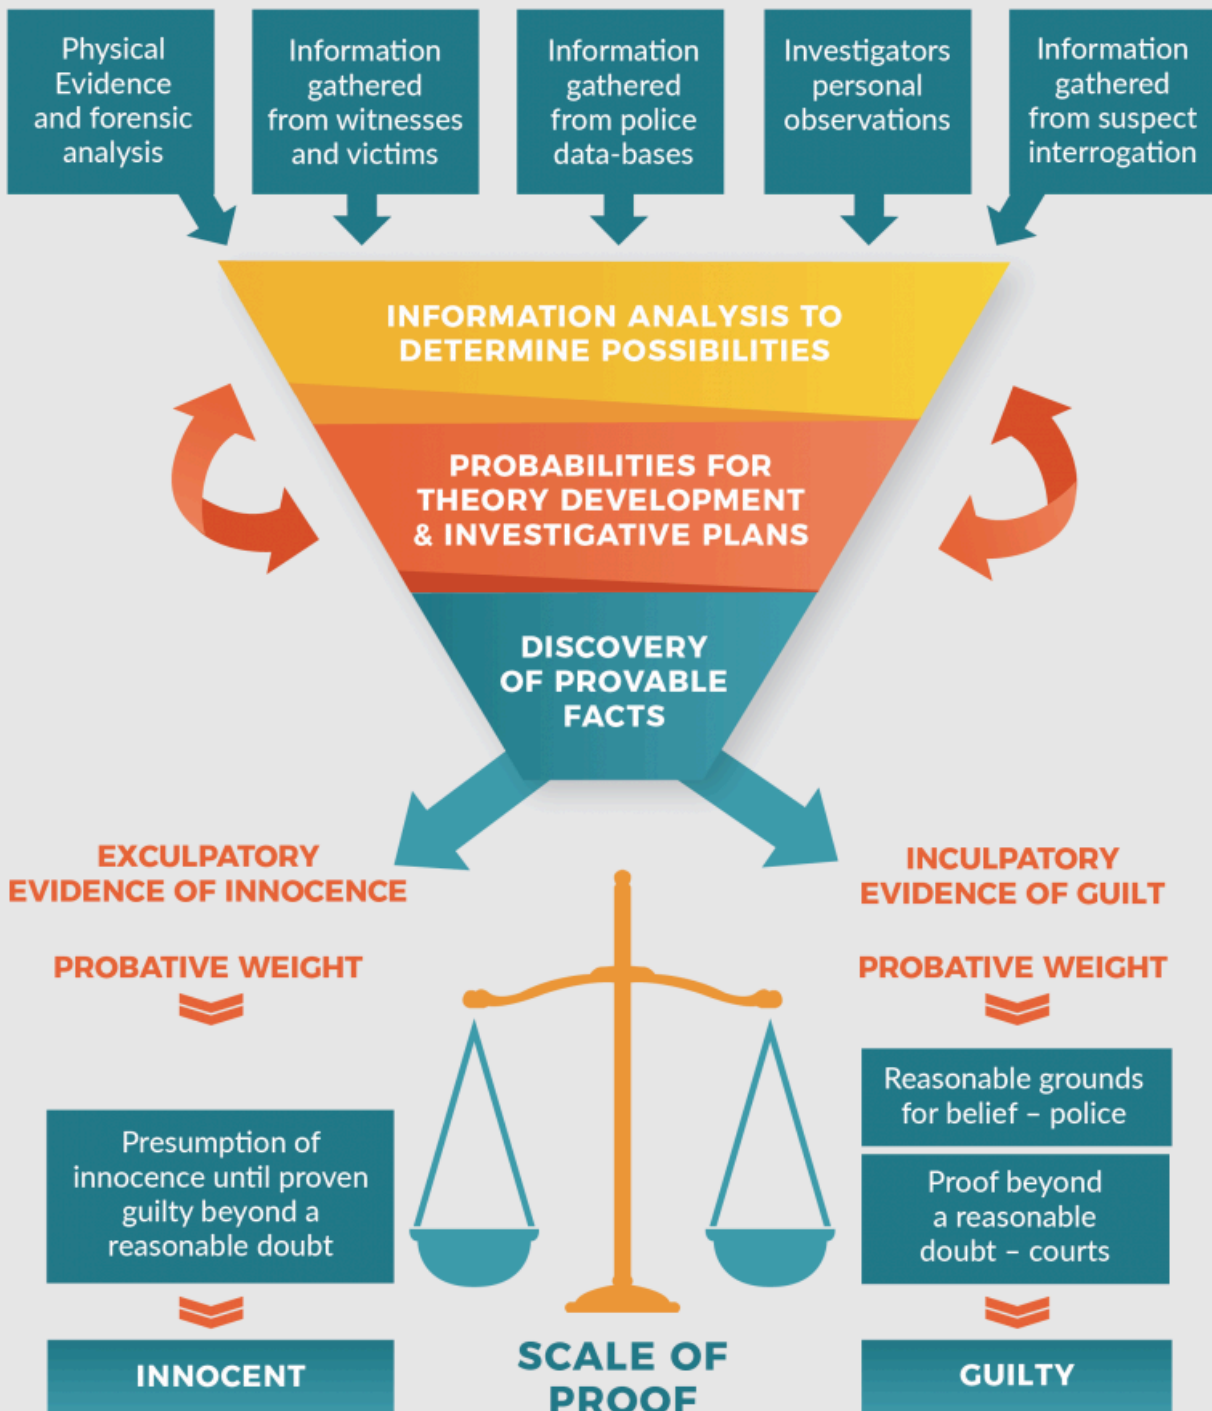 Physical
Evidence
and forensic
analysis
Information
gathered
from witnesses
and victims
Information
gathered
from police
data-bases
Investigators
personal
observations
Information
gathered
from suspect
interrogation
INFORMATION ANALYSIS TO
DETERMINE POSSIBILITIES
PROBABILITIES FOR
THEORY DEVELOPMENT
& INVESTIGATIVE PLANS
DISCOVERY
OF PROVABLE
FACTS
EXCULPATORY
EVIDENCE OF INNOCENCE
PROBATIVE WEIGHT
Presumption of
innocence until proven
guilty beyond a
reasonable doubt
INNOCENT
INCULPATORY
EVIDENCE OF GUILT
PROBATIVE WEIGHT
Reasonable grounds
for belief – police
Proof beyond
a reasonable
doubt – courts
GUILTY
SCALE OF
PROOF